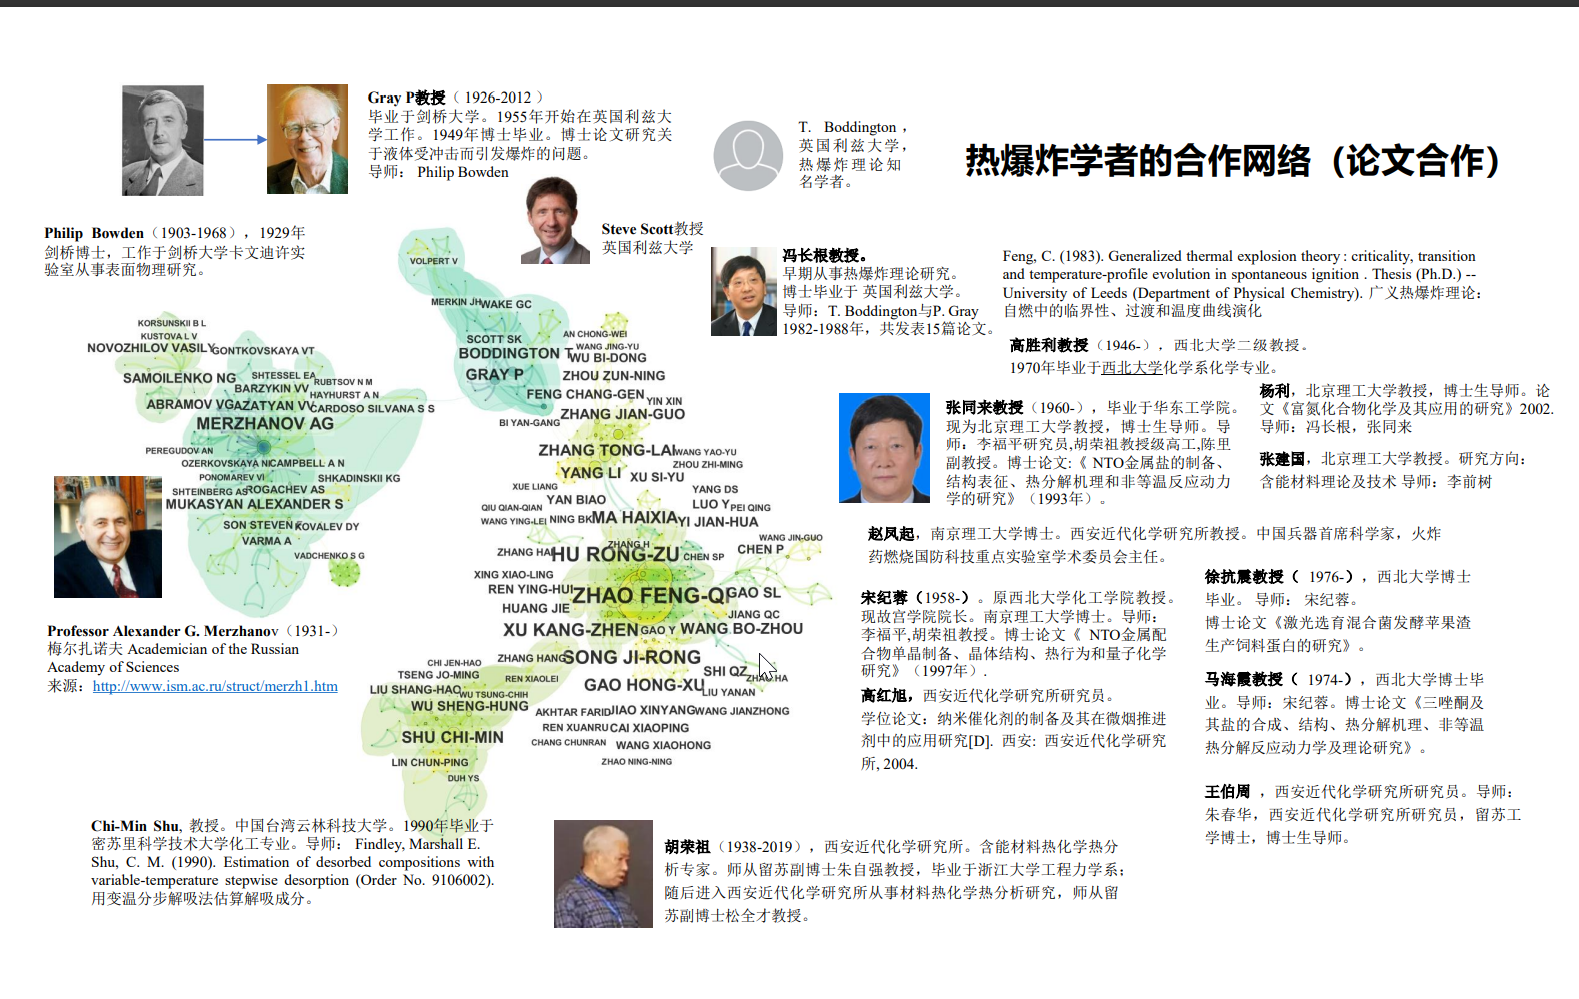 热爆炸学者的合作网络（论文合作）
Gray P教授（ 1926-2012 ）
毕业于剑桥大学。1955年开始在英国利兹大
学工作。1949年博士毕业。博士论文研究关
于液体受冲击而引发爆炸的问题。
导师： Philip Bowden
T. Boddington ，
英国利兹大学，
热爆炸理论知
名学者。
Philip Bowden（1903-1968），1929年
剑桥博士，工作于剑桥大学卡文迪许实
验室从事表面物理研究。
Steve Scott教授
英国利兹大学
冯长根教授。
早期从事热爆炸理论研究。
博士毕业于 英国利兹大学。
导师：T. Boddington与P. Gray
1982-1988年，共发表15篇论文。
Feng, C. (1983). Generalized thermal explosion theory : criticality, transition
and temperature-profile evolution in spontaneous ignition . Thesis (Ph.D.) --
University of Leeds (Department of Physical Chemistry). 广义热爆炸理论：
自燃中的临界性、过渡和温度曲线演化
高胜利教授（1946-），西北大学二级教授。
1970年毕业于西北大学化学系化学专业。
张同来教授（1960-），毕业于华东工学院。
现为北京理工大学教授，博士生导师。导
师：李福平研究员,胡荣祖教授级高工,陈里
副教授。博士论文:《 NTO金属盐的制备、
结构表征、热分解机理和非等温反应动力
学的研究》（1993年）。
杨利，北京理工大学教授，博士生导师。论
文《富氮化合物化学及其应用的研究》2002.
导师：冯长根，张同来
张建国，北京理工大学教授。研究方向：
含能材料理论及技术 导师：李前树
赵凤起，南京理工大学博士。西安近代化学研究所教授。中国兵器首席科学家，火炸
药燃烧国防科技重点实验室学术委员会主任。
宋纪蓉（1958-）。原西北大学化工学院教授。
现故宫学院院长。南京理工大学博士。导师：
李福平,胡荣祖教授。博士论文《 NTO金属配
合物单晶制备、晶体结构、热行为和量子化学
研究》（1997年）.
高红旭，西安近代化学研究所研究员。
学位论文：纳米催化剂的制备及其在微烟推进
剂中的应用研究[D]. 西安: 西安近代化学研究
所, 2004.
徐抗震教授（ 1976-），西北大学博士
毕业。 导师： 宋纪蓉。
博士论文《激光选育混合菌发酵苹果渣
生产饲料蛋白的研究》。
马海霞教授（ 1974-），西北大学博士毕
业。导师：宋纪蓉。博士论文《三唑酮及
其盐的合成、结构、热分解机理、非等温
热分解反应动力学及理论研究》。
王伯周 ，西安近代化学研究所研究员。导师：
朱春华，西安近代化学研究所研究员，留苏工
学博士，博士生导师。
Professor Alexander G. Merzhanov（1931-）
梅尔扎诺夫 Academician of the Russian
Academy of Sciences
来源：http://www.ism.ac.ru/struct/merzh1.htm
Chi-Min Shu, 教授。中国台湾云林科技大学。1990年毕业于
密苏里科学技术大学化工专业。导师： Findley, Marshall E.
Shu, C. M. (1990). Estimation of desorbed compositions with
variable-temperature stepwise desorption (Order No. 9106002).
用变温分步解吸法估算解吸成分。
胡荣祖（1938-2019），西安近代化学研究所。含能材料热化学热分
析专家。师从留苏副博士朱自强教授，毕业于浙江大学工程力学系；
随后进入西安近代化学研究所从事材料热化学热分析研究，师从留
苏副博士松全才教授。
VOLPERT V
MERKIN JH
WAKE GC
SCOTT SK
BODDINGTON T
GRAY P
AN CHONG-WEI
WANG JING-YU
WU BI-DONG
ZHOU ZUN-NING
FENG CHANG-GEN
YIN XIN
ZHANG JIAN-GUO
BI YAN-GANG
ZHANG TONG-LAI
WANG YAO-YU
ZHOU ZHI-MING
YANG LI
XU SI-YU
XUE LIANG
YANG DS
YAN BIAO
LUO Y
PEI QING
QIU QIAN-QIAN
WANG YING-LEI
NING BK
MA HAIXIA
YI JIAN-HUA
WANG JIN-GUO
ZHANG H
ZHANG HAI
HU RONG-ZU
CHEN SP
CHEN P
XING XIAO-LING
REN YING-HUI
ZHAO FENG-QI
GAO SL
HUANG JIE
JIANG QC
XU KANG-ZHEN
GAO Y
WANG BO-ZHOU
ZHANG HANG
SONG JI-RONG
SHI QZ
ZHAO HA
REN XIAOLEI
GAO HONG-XU
LIU YANAN
AKHTAR FARID
JIAO XINYANG
WANG JIANZHONG
REN XUANRU
CAI XIAOPING
CHANG CHUNRAN
WANG XIAOHONG
ZHAO NING-NING
KORSUNSKII B L
KUSTOVA L V
NOVOZHILOV VASILY
GONTKOVSKAYA VT
SAMOILENKO NG
SHTESSEL EA
RUBTSOV N M
BARZYKIN VV
HAYHURST A N
ABRAMOV VG
AZATYAN VV
CARDOSO SILVANA S S
MERZHANOV AG
PEREGUDOV AN
OZERKOVSKAYA NI
CAMPBELL A N
PONOMAREV VI
SHKADINSKII KG
SHTEINBERG AS
ROGACHEV AS
MUKASYAN ALEXANDER S
SON STEVEN F
KOVALEV DY
VARMA A
VADCHENKO S G
CHI JEN-HAO
TSENG JO-MING
LIU SHANG-HAO
WU TSUNG-CHIH
WU SHENG-HUNG
SHU CHI-MIN
LIN CHUN-PING
DUH YS